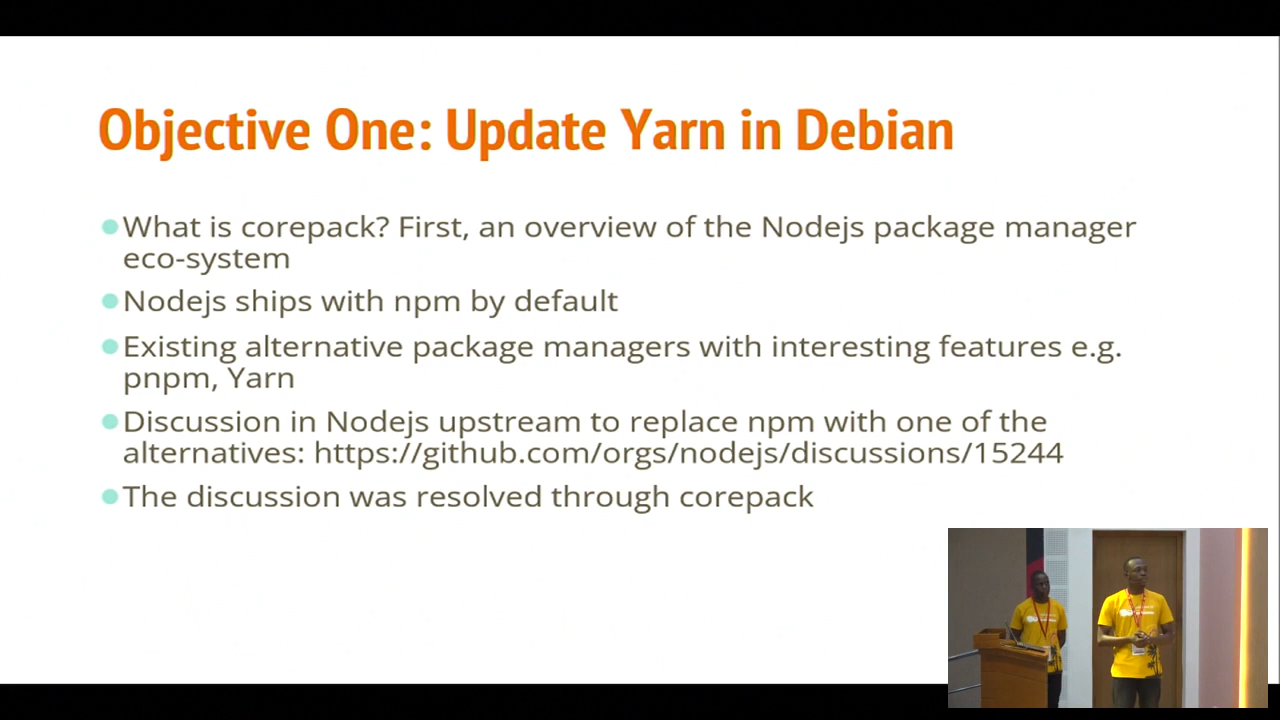 Objective One: Update Yarn in Debian
What is corepack? First, an overview of the Nodejs package manager
eco-system
Nodejs ships with npm by default
Existing alternative package managers with interesting features e.g.
pnpm, Yarn
Discussion in Nodejs upstream to replace npm with one of the
alternatives: https://github.com/orgs/nodejs/discussions/15244
The discussion was resolved through corepack